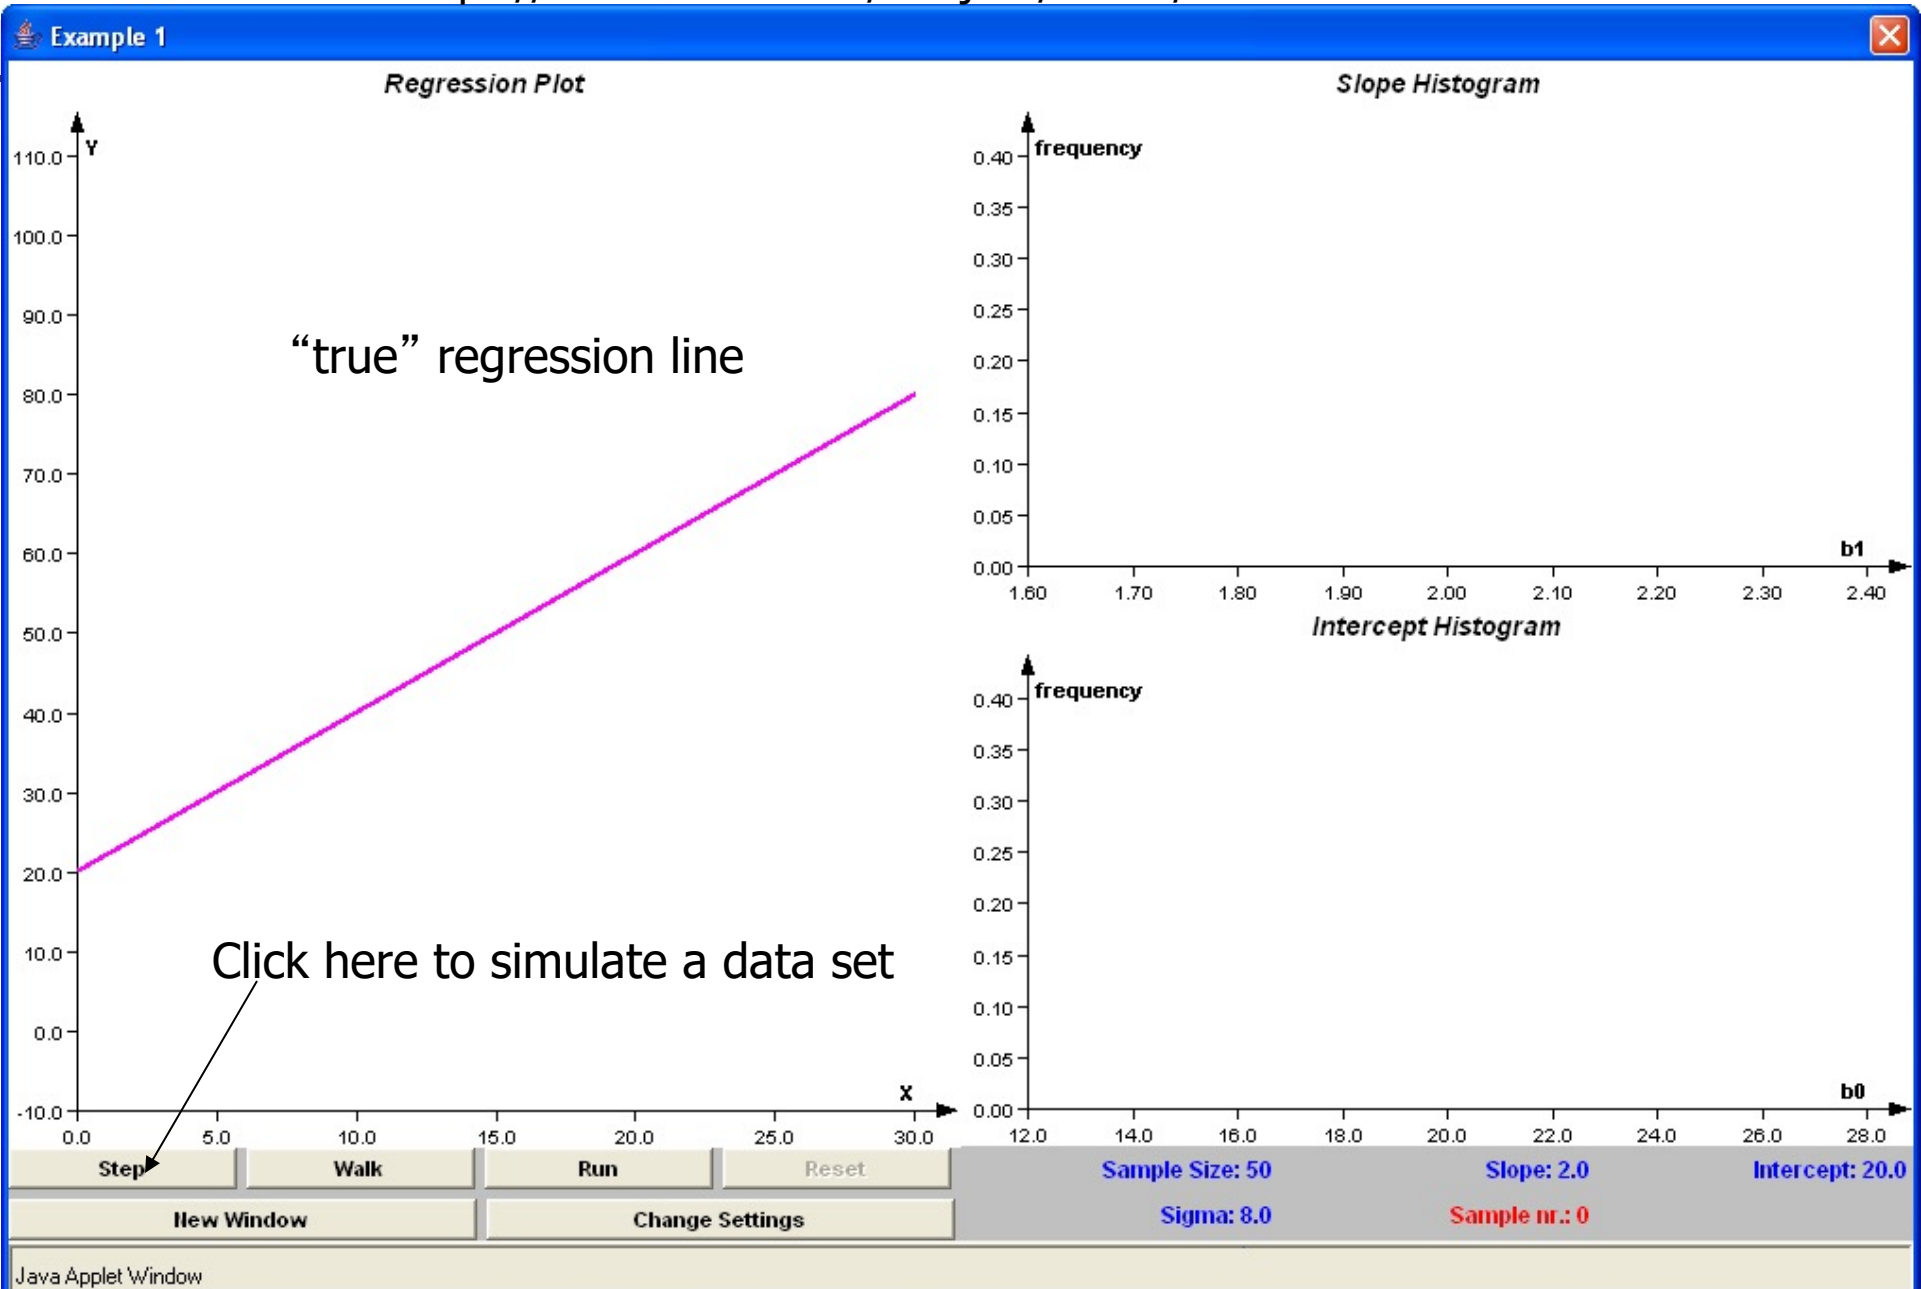 Example 1
Regression Plot
Y
110.0
100.0
90.0
80.0
70.0
60.0
50.0
40.0
30.0
20.0
10.0
0.0
-10.0
“true” regression line
Click here to simulate a data set
X
0.0 5.0 10.0 15.0 20.0 25.0 30.0
Slope Histogram
frequency
0.40
0.35
0.30
0.25
0.20
0.15
0.10
0.05
0.00
b1
1.60 1.70 1.80 1.90 2.00 2.10 2.20 2.30 2.40
Intercept Histogram
frequency
0.40
0.35
0.30
0.25
0.20
0.15
0.10
0.05
0.00
b0
12.0 14.0 16.0 18.0 20.0 22.0 24.0 26.0 28.0
Step Walk Run Reset
New Window Change Settings
Sample Size: 50 Slope: 2.0 Intercept: 20.0
Sigma: 8.0 Sample nr.: 0
Java Applet Window